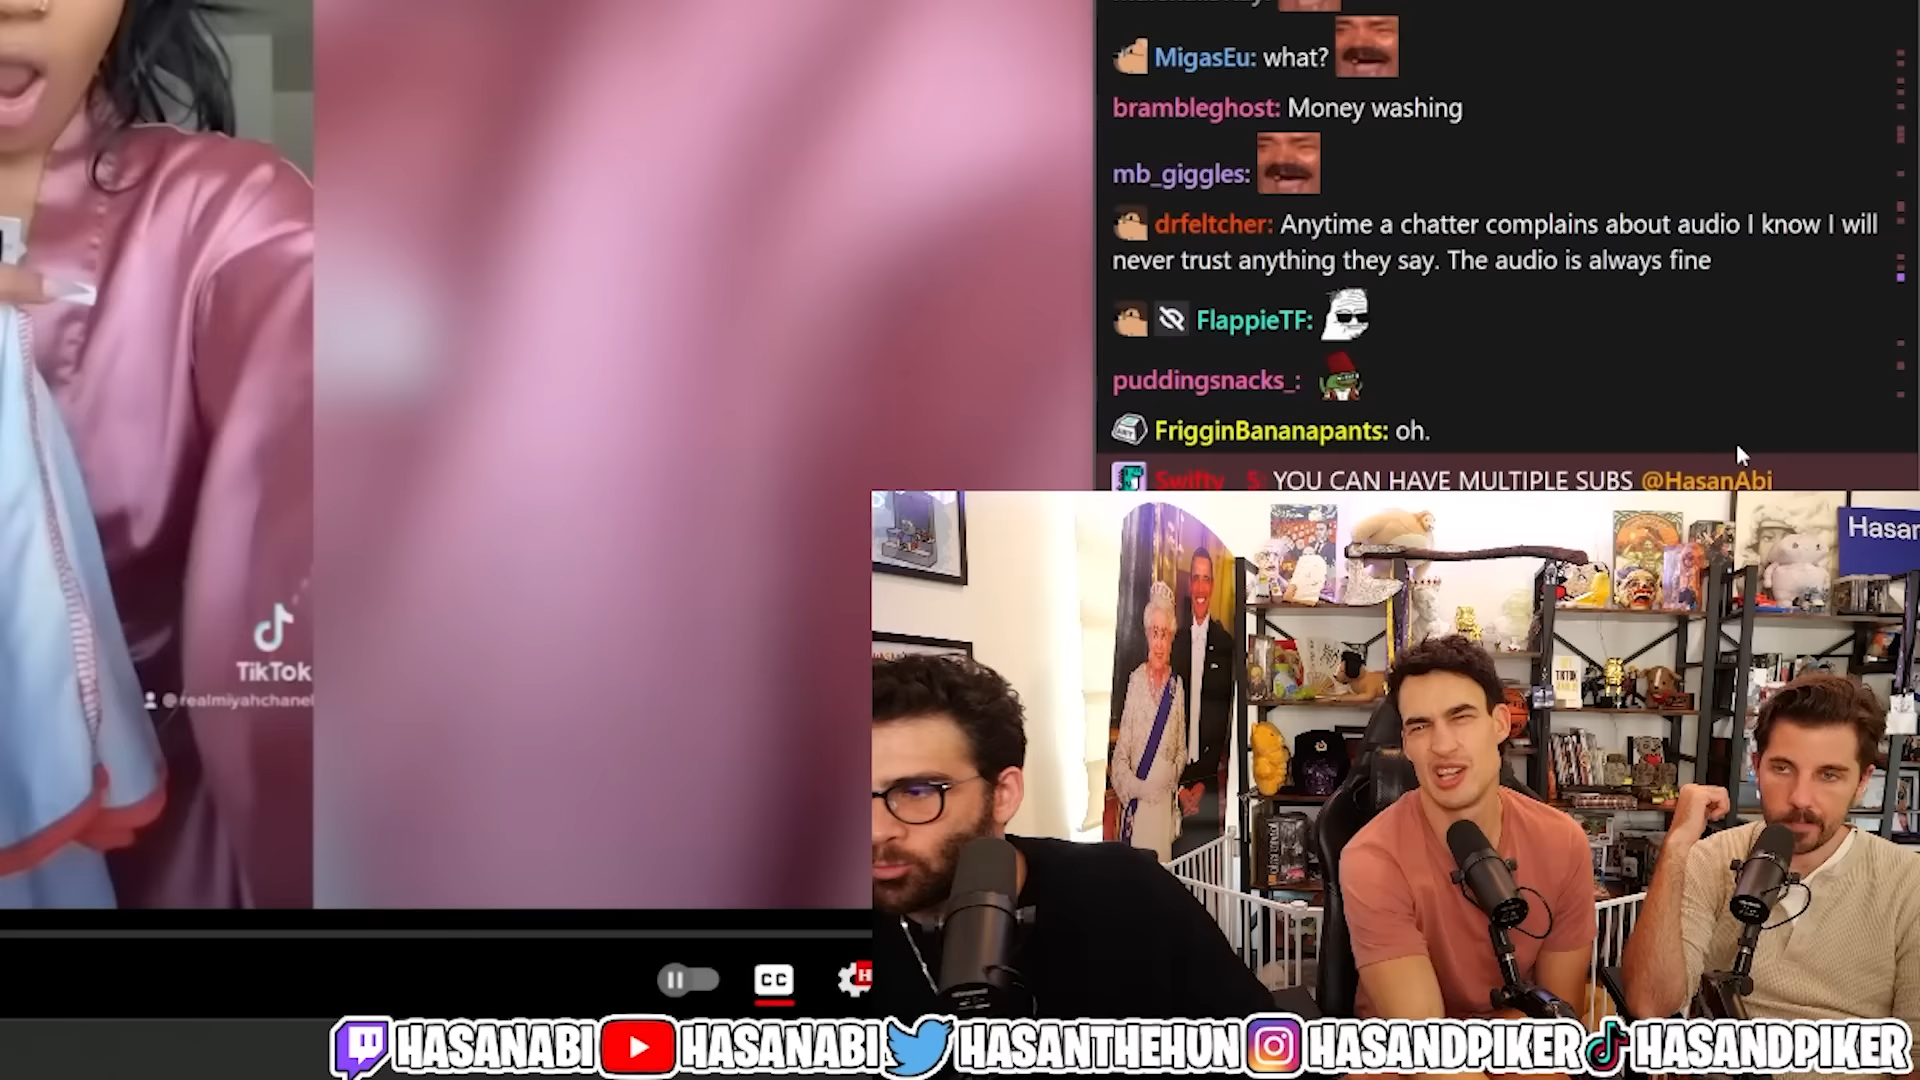 MigasEu: what?
brambleghost: Money washing
mb_giggles:
drfeltcher: Anytime a chatter complains about audio I know I will
never trust anything they say. The audio is always fine
FlappieTF:
puddingsnacks_:
FrigginBananapants: oh.
Swifty__S: YOU CAN HAVE MULTIPLE SUBS @HasanAbi
Hasan
TikTok
@realmiyahchanel
CC
HD
HASANABI HASANABI HASANTHEHUN HASANDPIKER HASANDPIKER